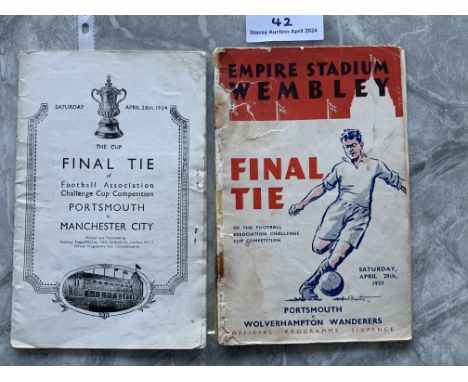 42
Stacey Auction April 2024
SATURDAY APRIL 28th. 1934
THE CUP
FINAL TIE
of
Football Association
Challenge Cup Competition
PORTSMOUTH
v.
MANCHESTER CITY
EMPIRE STADIUM
WEMBLEY
FINAL
TIE
OF THE FOOTBALL
ASSOCIATION CHALLENGE
CUP COMPETITION
SATURDAY,
APRIL 29th,
1939
PORTSMOUTH
v.
WOLVERHAMPTON WANDERERS
OFFICIAL PROGRAMME SIXPENCE